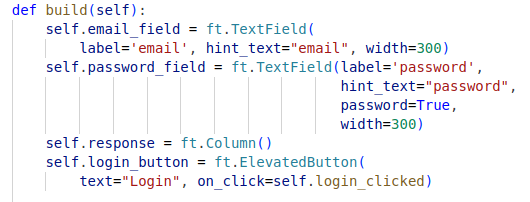 def build(self):
    self.email_field = ft.TextField(
        label='email', hint_text="email", width=300)
    self.password_field = ft.TextField(label='password',
                                       hint_text="password",
                                       password=True,
                                       width=300)
    self.response = ft.Column()
    self.login_button = ft.ElevatedButton(
        text="Login", on_click=self.login_clicked)